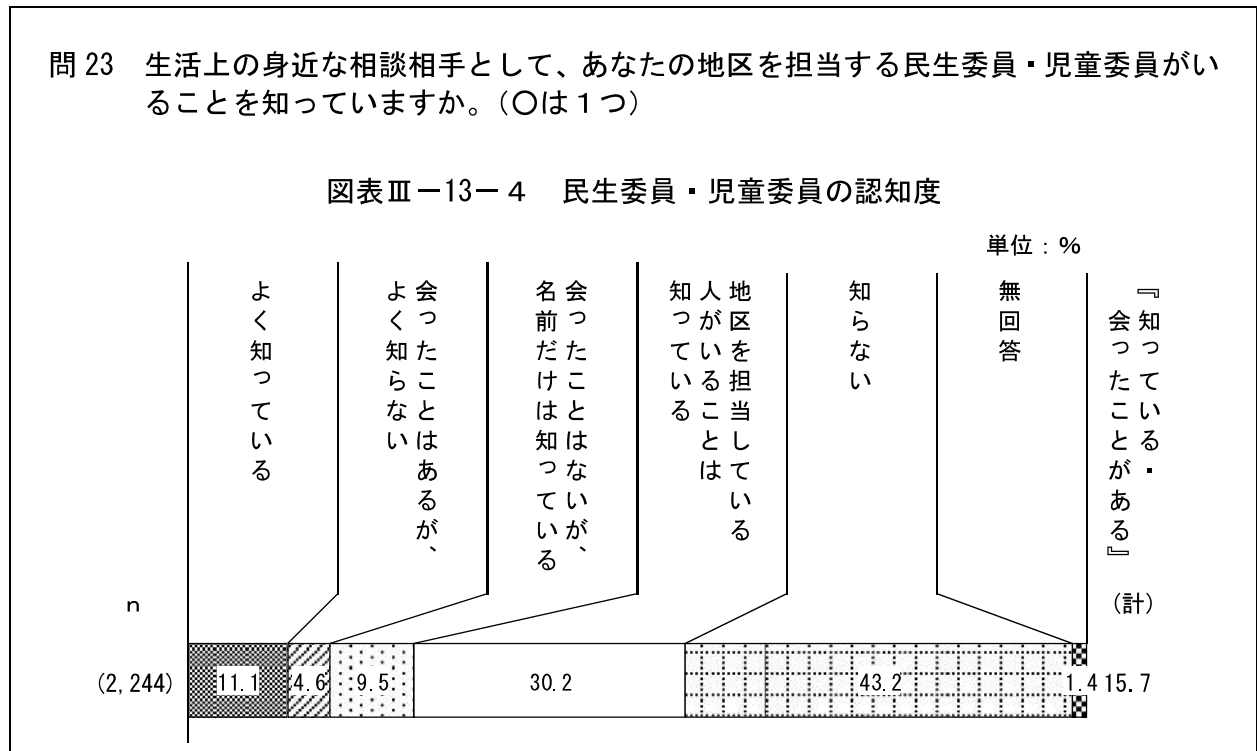 問23 生活上の身近な相談相手として、あなたの地区を担当する民生委員・児童委員がい
ることを知っていますか。（○は１つ）
図表Ⅲ－13－４ 民生委員・児童委員の認知度
単位：％
よく知っている
会ったことはあるが、
よく知らない
会ったことはないが、
名前だけは知っている
地区を担当している
人がいることは
知っている
知らない
無回答
『知っている・
会ったことがある』
(計)
n
(2,244)
11.1
4.6
9.5
30.2
43.2
1.4
15.7